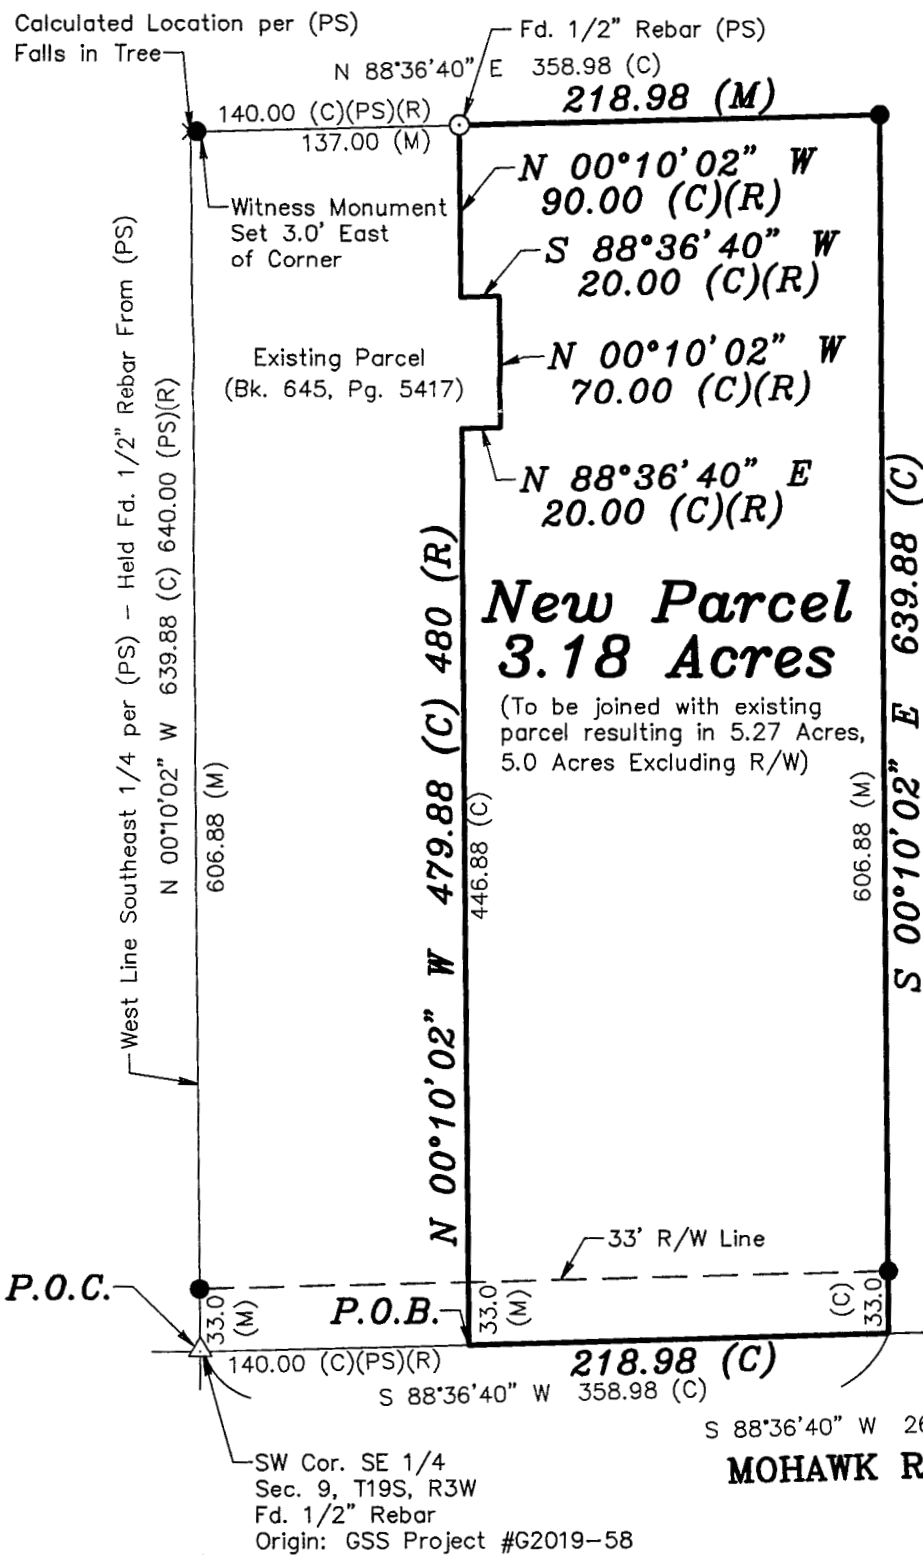 Calculated Location per (PS)
Falls in Tree
Fd. 1/2" Rebar (PS)
N 88°36'40" E 358.98 (C)
140.00 (C)(PS)(R)
218.98 (M)
137.00 (M)
N 00°10'02" W
90.00 (C)(R)
Witness Monument
Set 3.0' East
of Corner
S 88°36'40" W
20.00 (C)(R)
Existing Parcel
(Bk. 645, Pg. 5417)
N 00°10'02" W
70.00 (C)(R)
N 88°36'40" E
20.00 (C)(R)
West Line Southeast 1/4 per (PS) – Held Fd. 1/2" Rebar From (PS)
N 00°10'02" W 639.88 (C) 640.00 (PS)(R)
606.88 (M)
N 00°10'02" W 479.88 (C) 480 (R)
446.88 (C)
New Parcel
3.18 Acres
(To be joined with existing
parcel resulting in 5.27 Acres,
5.0 Acres Excluding R/W)
606.88 (M)
S 00°10'02" E 639.88 (C)
33' R/W Line
P.O.C.
33.0
(M)
P.O.B.
33.0
(M)
(C)
33.0
140.00 (C)(PS)(R)
218.98 (C)
S 88°36'40" W 358.98 (C)
S 88°36'40" W 26
MOHAWK R
SW Cor. SE 1/4
Sec. 9, T19S, R3W
Fd. 1/2" Rebar
Origin: GSS Project #G2019–58